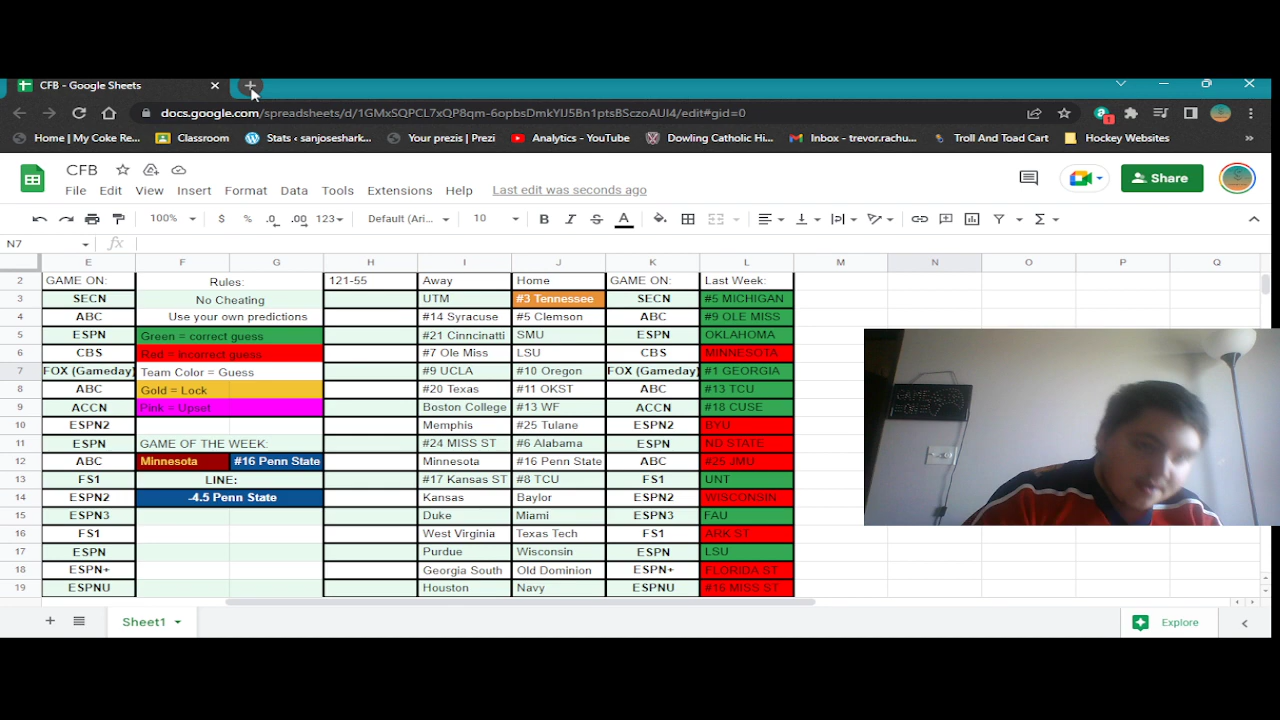 CFB - Google Sheets
docs.google.com/spreadsheets/d/1GMxSQPCL7xQP8qm-6opbsDmkYIJ5Bn1ptsBSczoAUI4/edit#gid=0
Home | My Coke Re... Classroom Stats ‹ sanjoseshark... Your prezis | Prezi Analytics - YouTube Dowling Catholic Hi... Inbox - trevor.rachu... Troll And Toad Cart Hockey Websites »
CFB
File Edit View Insert Format Data Tools Extensions Help Last edit was seconds ago
Share
100% $ % .0 .00 123 Default (Ari... 10 B I S A
N7 fx
E F G H I J K L M N O P Q
2 GAME ON: Rules: 121-55 Away Home GAME ON: Last Week:
3 SECN No Cheating UTM #3 Tennessee SECN #5 MICHIGAN
4 ABC Use your own predictions #14 Syracuse #5 Clemson ABC #9 OLE MISS
5 ESPN Green = correct guess #21 Cinncinatti SMU ESPN OKLAHOMA
6 CBS Red = incorrect guess #7 Ole Miss LSU CBS MINNESOTA
7 FOX (Gameday) Team Color = Guess #9 UCLA #10 Oregon FOX (Gameday) #1 GEORGIA
8 ABC Gold = Lock #20 Texas #11 OKST ABC #13 TCU
9 ACCN Pink = Upset Boston College #13 WF ACCN #18 CUSE
10 ESPN2 Memphis #25 Tulane ESPN2 BYU
11 ESPN GAME OF THE WEEK: #24 MISS ST #6 Alabama ESPN ND STATE
12 ABC Minnesota #16 Penn State Minnesota #16 Penn State ABC #25 JMU
13 FS1 LINE: #17 Kansas ST #8 TCU FS1 UNT
14 ESPN2 -4.5 Penn State Kansas Baylor ESPN2 WISCONSIN
15 ESPN3 Duke Miami ESPN3 FAU
16 FS1 West Virginia Texas Tech FS1 ARK ST
17 ESPN Purdue Wisconsin ESPN LSU
18 ESPN+ Georgia South Old Dominion ESPN+ FLORIDA ST
19 ESPNU Houston Navy ESPNU #16 MISS ST
Sheet1 Explore